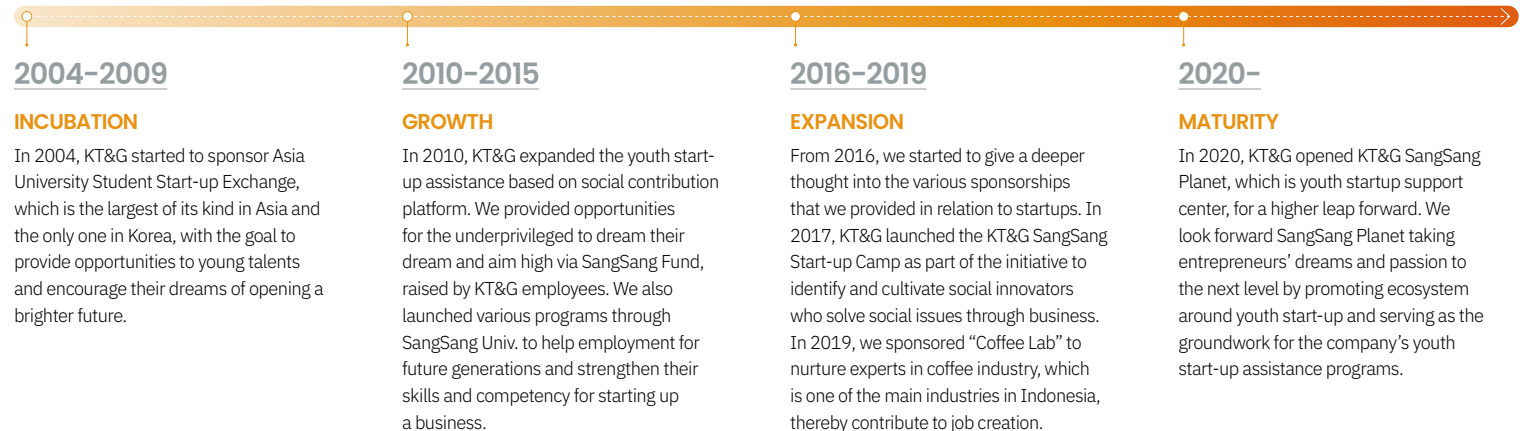 2004–2009
INCUBATION
In 2004, KT&G started to sponsor Asia
University Student Start-up Exchange,
which is the largest of its kind in Asia and
the only one in Korea, with the goal to
provide opportunities to young talents
and encourage their dreams of opening a
brighter future.
2010–2015
GROWTH
In 2010, KT&G expanded the youth start-
up assistance based on social contribution
platform. We provided opportunities
for the underprivileged to dream their
dream and aim high via SangSang Fund,
raised by KT&G employees. We also
launched various programs through
SangSang Univ. to help employment for
future generations and strengthen their
skills and competency for starting up
a business.
2016–2019
EXPANSION
From 2016, we started to give a deeper
thought into the various sponsorships
that we provided in relation to startups. In
2017, KT&G launched the KT&G SangSang
Start-up Camp as part of the initiative to
identify and cultivate social innovators
who solve social issues through business.
In 2019, we sponsored “Coffee Lab” to
nurture experts in coffee industry, which
is one of the main industries in Indonesia,
thereby contribute to job creation.
2020–
MATURITY
In 2020, KT&G opened KT&G SangSang
Planet, which is youth startup support
center, for a higher leap forward. We
look forward SangSang Planet taking
entrepreneurs’ dreams and passion to
the next level by promoting ecosystem
around youth start-up and serving as the
groundwork for the company’s youth
start-up assistance programs.